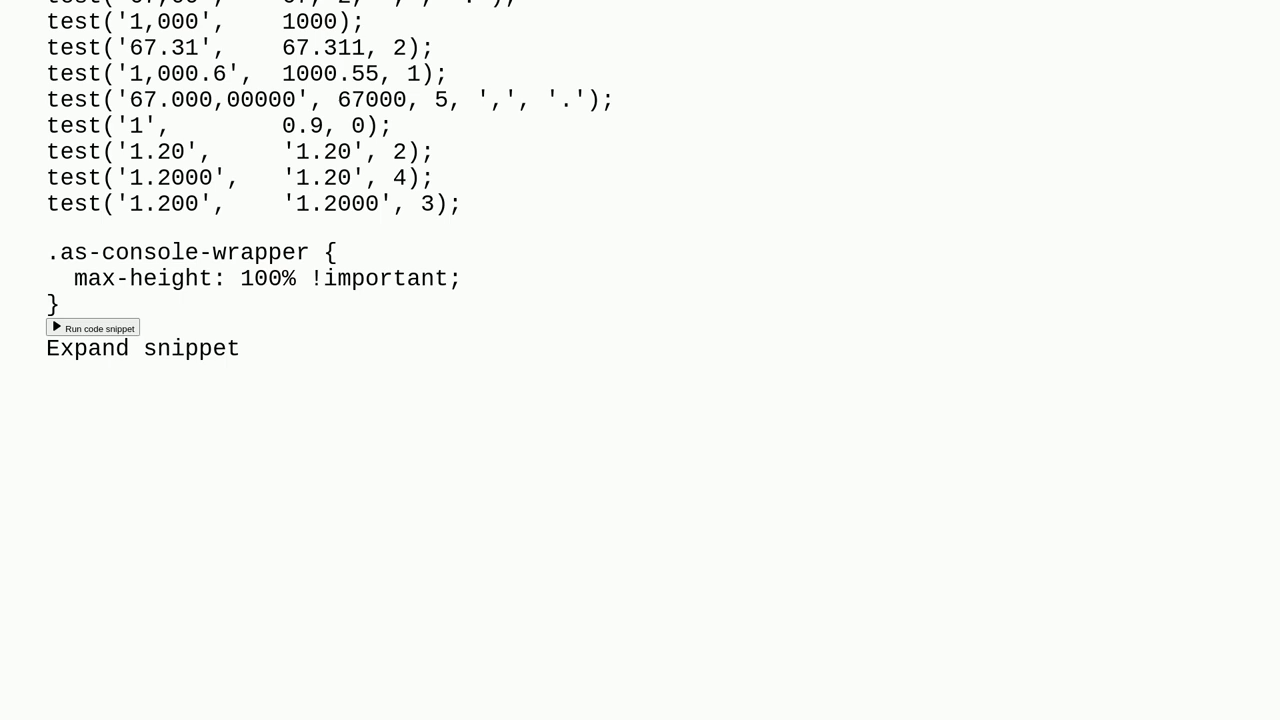 test('1,000',    1000);
test('67.31',    67.311, 2);
test('1,000.6',  1000.55, 1);
test('67.000,00000', 67000, 5, ',', '.');
test('1',        0.9, 0);
test('1.20',     '1.20', 2);
test('1.2000',   '1.20', 4);
test('1.200',    '1.2000', 3);
.as-console-wrapper {
  max-height: 100% !important;
}
Run code snippet
Expand snippet